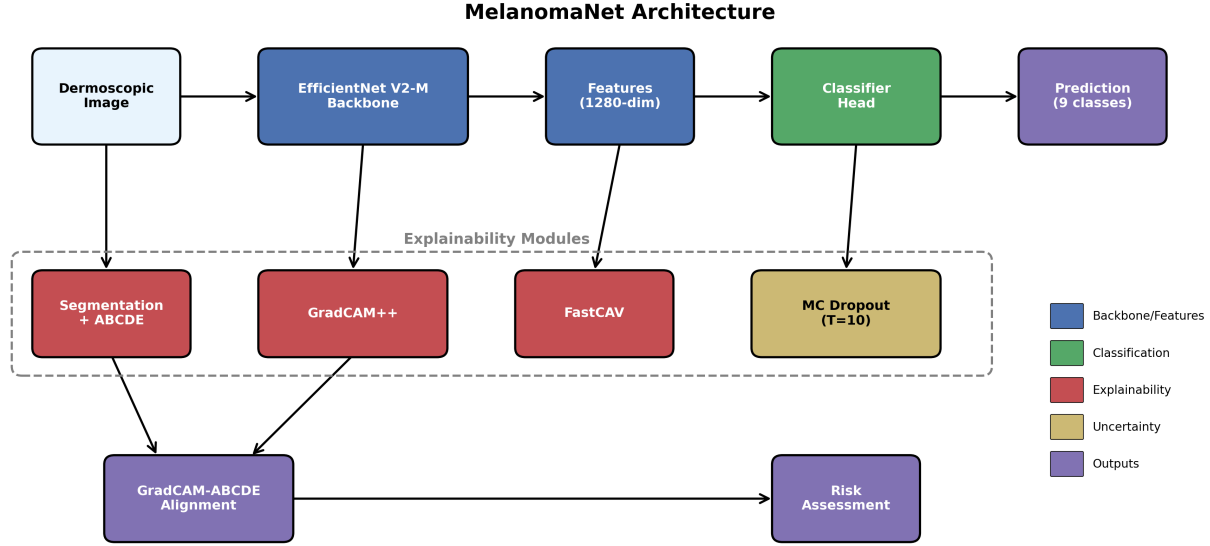 MelanomaNet Architecture
Dermoscopic
Image
EfficientNet V2-M
Backbone
Features
(1280-dim)
Classifier
Head
Prediction
(9 classes)
Explainability Modules
Segmentation
+ ABCDE
GradCAM++
FastCAV
MC Dropout
(T=10)
Backbone/Features
Classification
Explainability
Uncertainty
Outputs
GradCAM-ABCDE
Alignment
Risk
Assessment